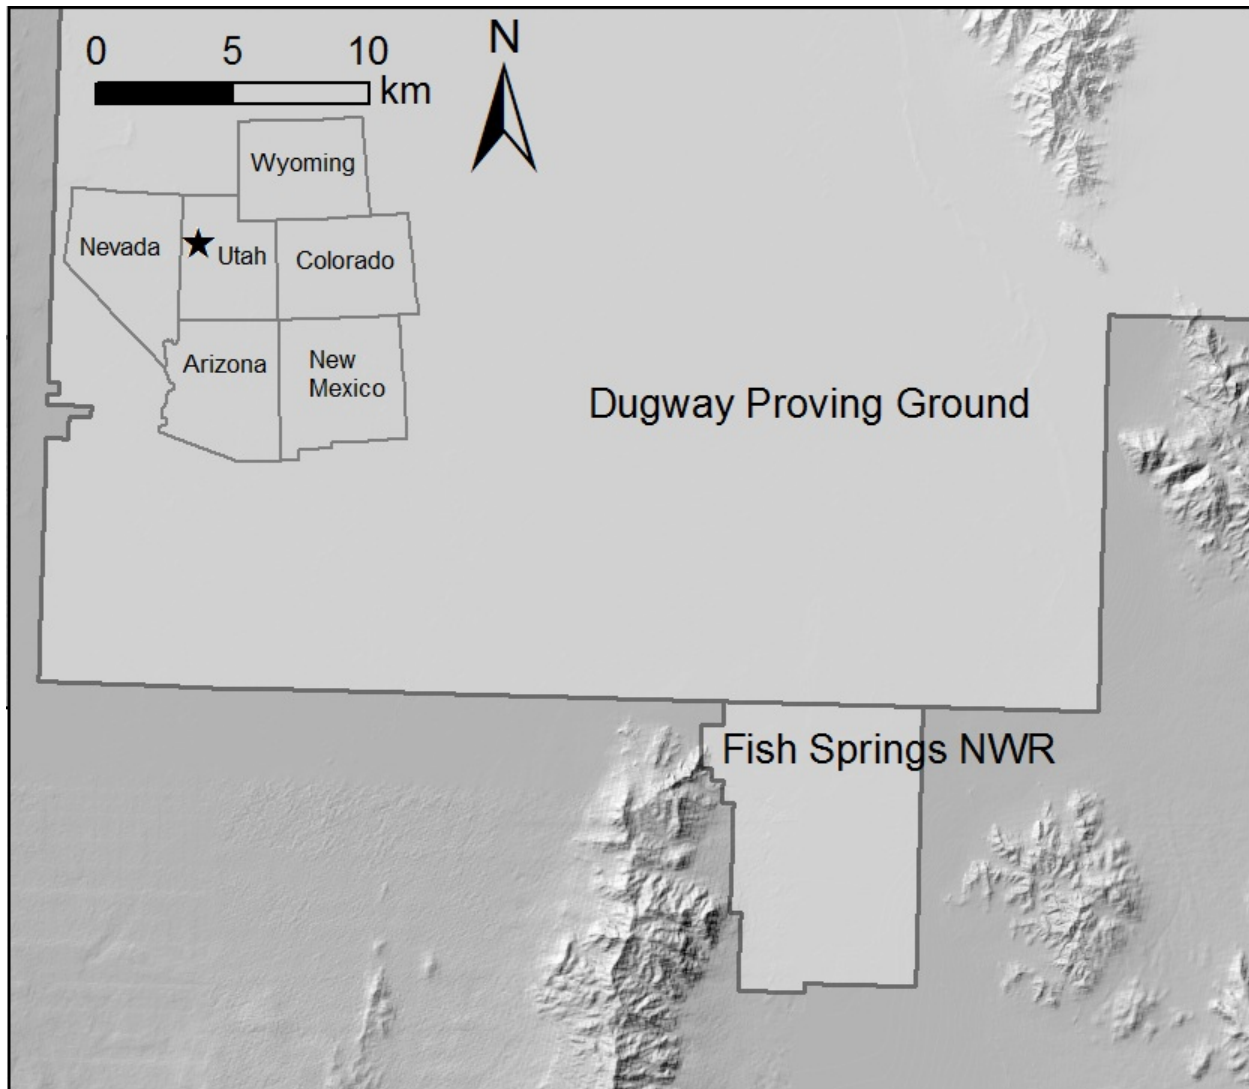 0 5 10
km
N
Wyoming
Nevada
Utah
Colorado
Arizona
New
Mexico
Dugway Proving Ground
Fish Springs NWR